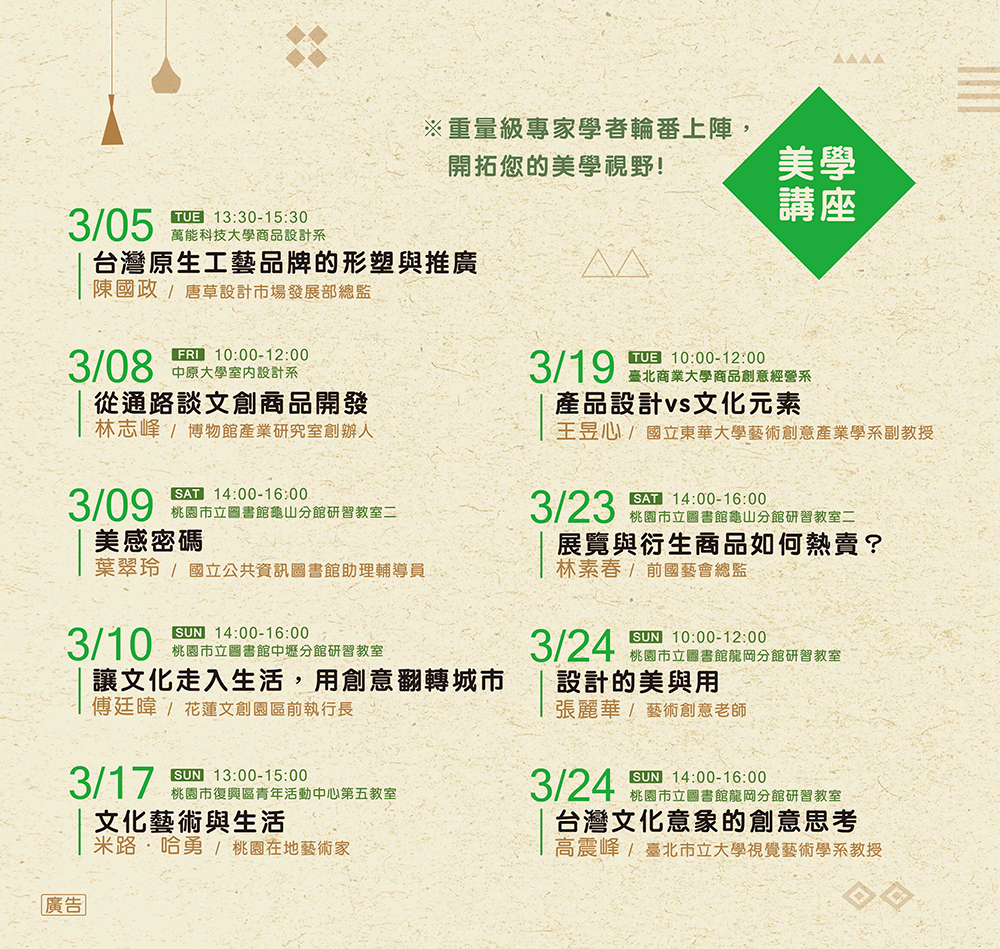 ※重量級專家學者輪番上陣，
開拓您的美學視野!
美學
講座
3/05 TUE 13:30-15:30
萬能科技大學商品設計系
台灣原生工藝品牌的形塑與推廣
陳國政 / 唐草設計市場發展部總監
3/08 FRI 10:00-12:00
中原大學室內設計系
從通路談文創商品開發
林志峰 / 博物館產業研究室創辦人
3/09 SAT 14:00-16:00
桃園市立圖書館龜山分館研習教室二
美感密碼
葉翠玲 / 國立公共資訊圖書館助理輔導員
3/10 SUN 14:00-16:00
桃園市立圖書館中壢分館研習教室
讓文化走入生活，用創意翻轉城市
傅廷暐 / 花蓮文創園區前執行長
3/17 SUN 13:00-15:00
桃園市復興區青年活動中心第五教室
文化藝術與生活
米路·哈勇 / 桃園在地藝術家
3/19 TUE 10:00-12:00
臺北商業大學商品創意經營系
產品設計vs文化元素
王昱心 / 國立東華大學藝術創意產業學系副教授
3/23 SAT 14:00-16:00
桃園市立圖書館龜山分館研習教室二
展覽與衍生商品如何熱賣？
林素春 / 前國藝會總監
3/24 SUN 10:00-12:00
桃園市立圖書館龍岡分館研習教室
設計的美與用
張麗華 / 藝術創意老師
3/24 SUN 14:00-16:00
桃園市立圖書館龍岡分館研習教室
台灣文化意象的創意思考
高震峰 / 臺北市立大學視覺藝術學系教授
廣告